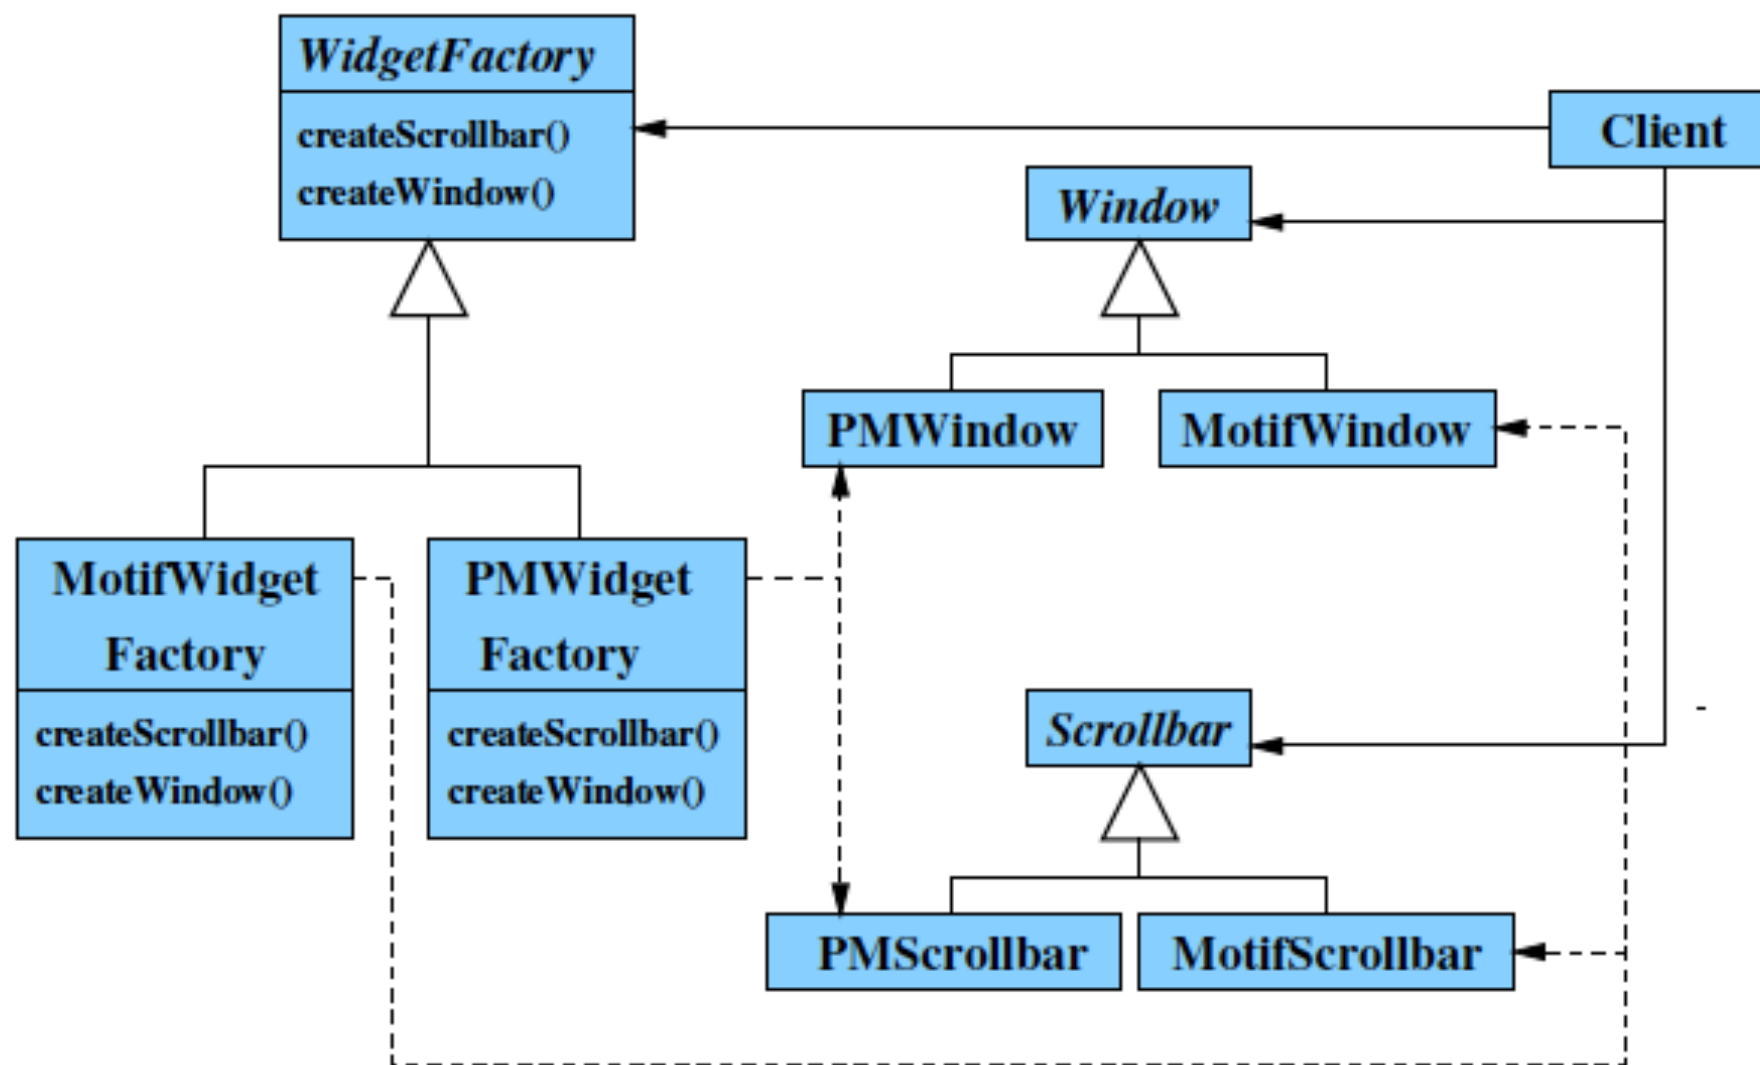 WidgetFactory
createScrollbar()
createWindow()
Client
Window
PMWindow
MotifWindow
MotifWidget
Factory
createScrollbar()
createWindow()
PMWidget
Factory
createScrollbar()
createWindow()
Scrollbar
PMScrollbar
MotifScrollbar